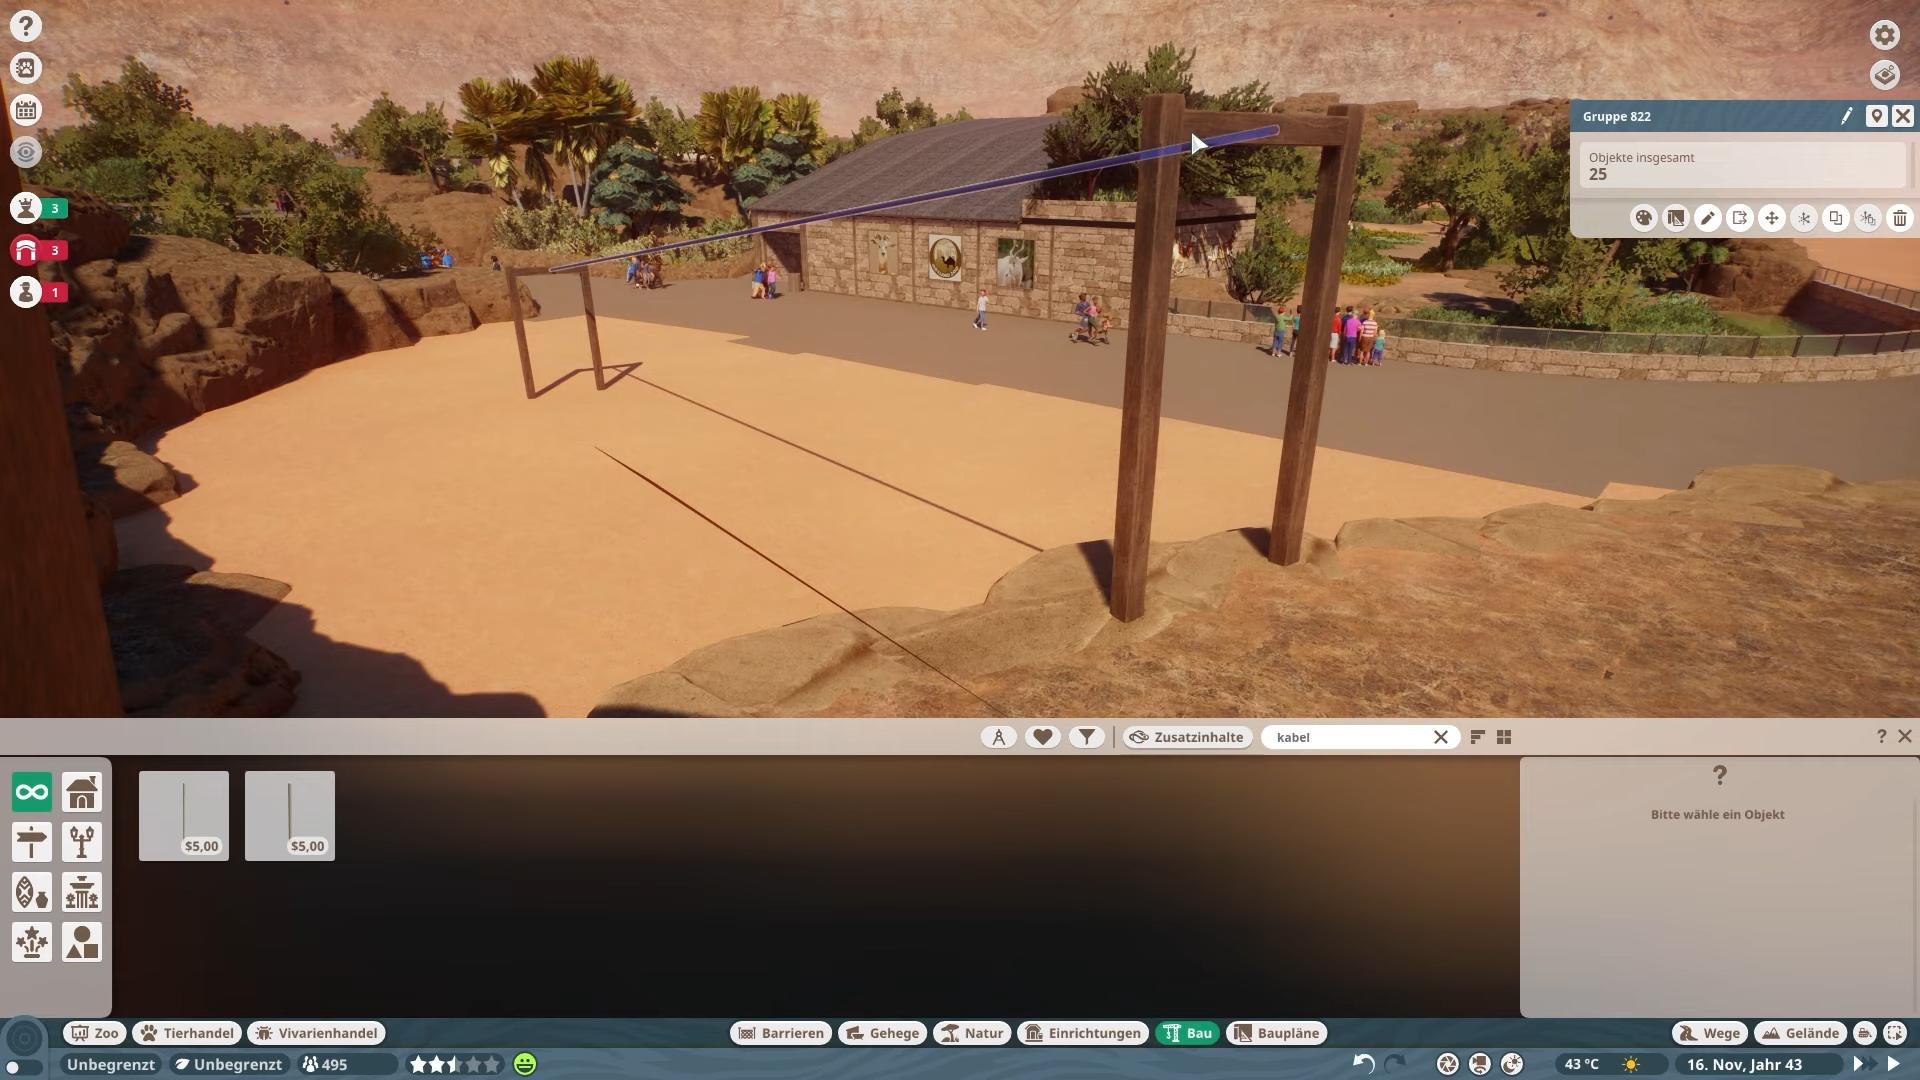 3
3
1
Gruppe 822
Objekte insgesamt
25
Zusatzinhalte
kabel
?
$5,00
$5,00
?
Bitte wähle ein Objekt
Zoo
Tierhandel
Vivarienhandel
Barrieren
Gehege
Natur
Einrichtungen
Bau
Baupläne
Wege
Gelände
Unbegrenzt
Unbegrenzt
495
43 °C
16. Nov, Jahr 43